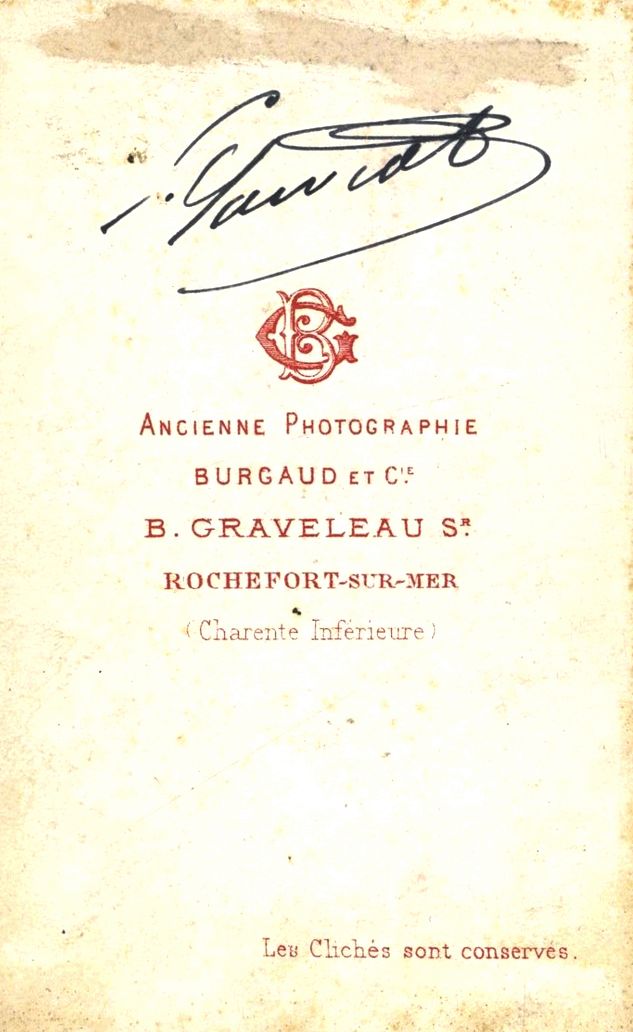 ANCIENNE PHOTOGRAPHIE
BURGAUD ET Cⁱᴱ.
B. GRAVELEAU Sᴿ.
ROCHEFORT-SUR-MER
(Charente Inférieure)
Les Clichés sont conservés.